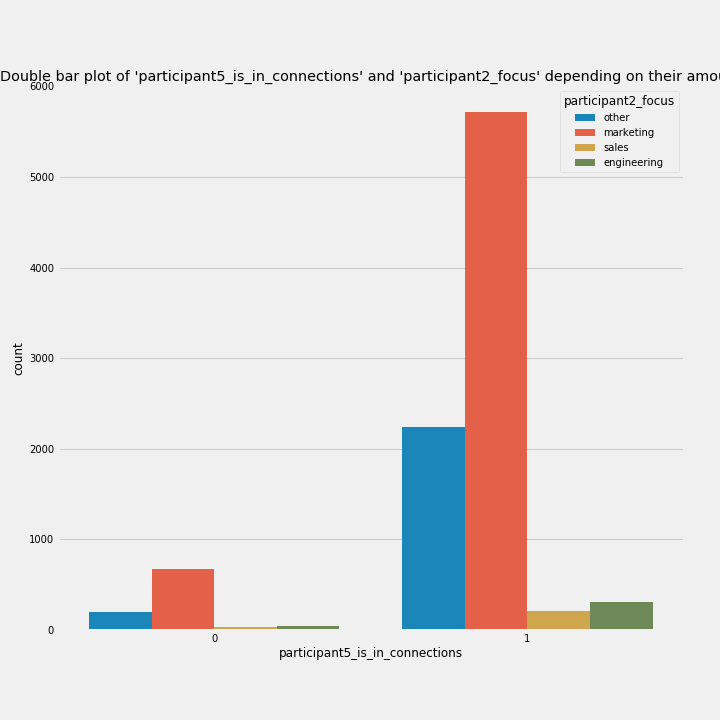 Double bar plot of 'participant5_is_in_connections' and 'participant2_focus' depending on their
6000
participant2_focus
other
marketing
sales
engineering
5000
4000
3000
2000
1000
0
count
0 1
participant5_is_in_connections